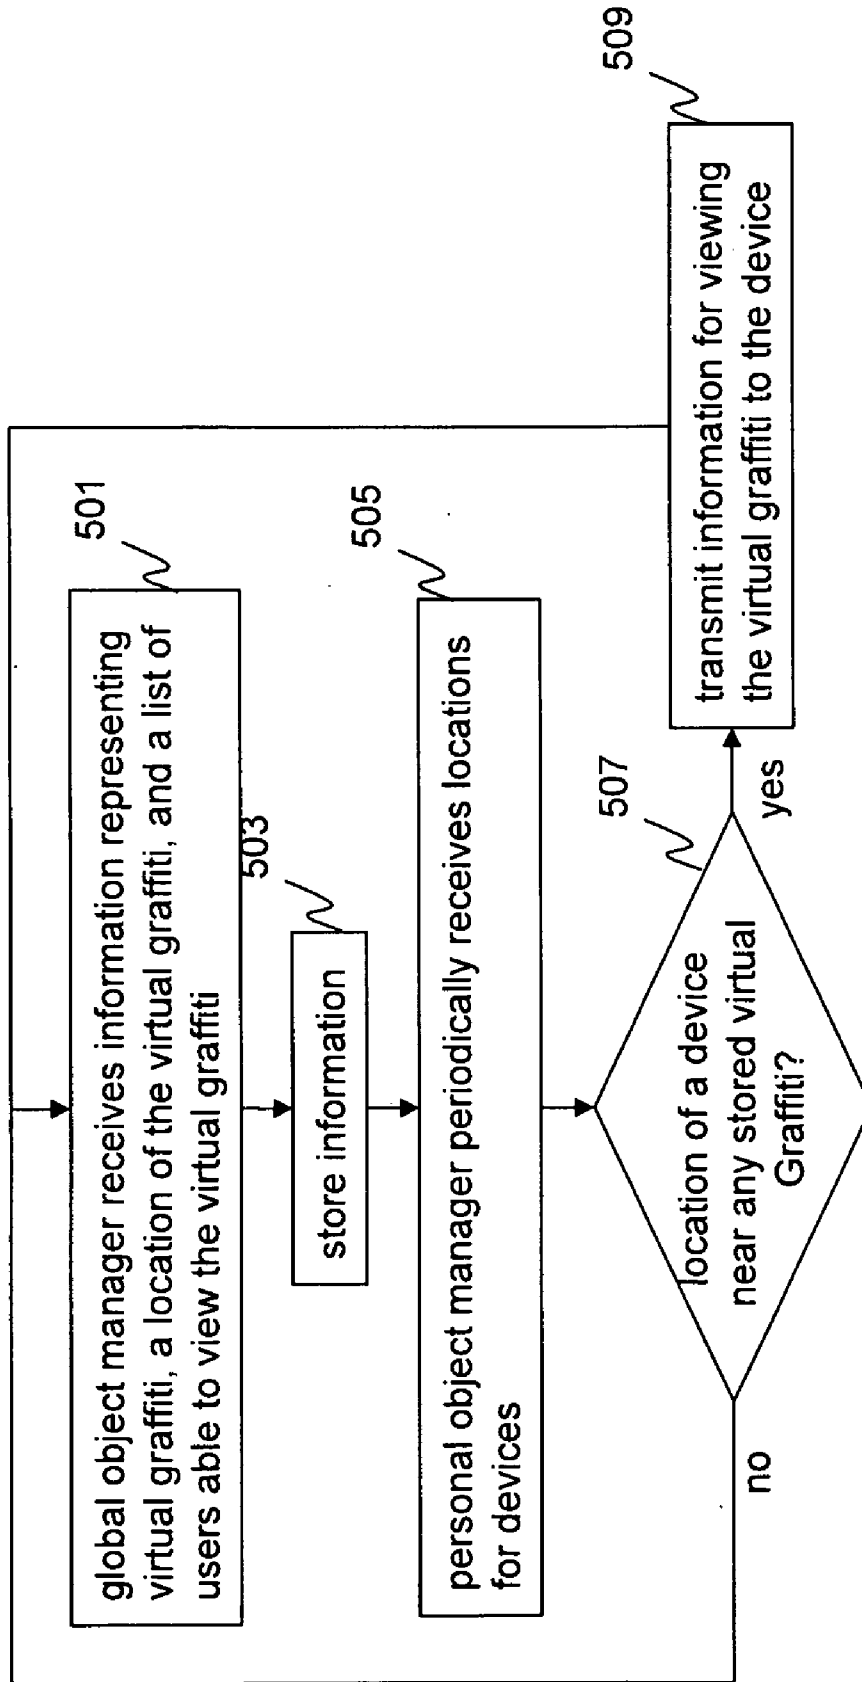 501
global object manager receives information representing
virtual graffiti, a location of the virtual graffiti, and a list of
users able to view the virtual graffiti
503
store information
505
personal object manager periodically receives locations
for devices
507
location of a device
near any stored virtual
Graffiti?
no
yes
509
transmit information for viewing
the virtual graffiti to the device